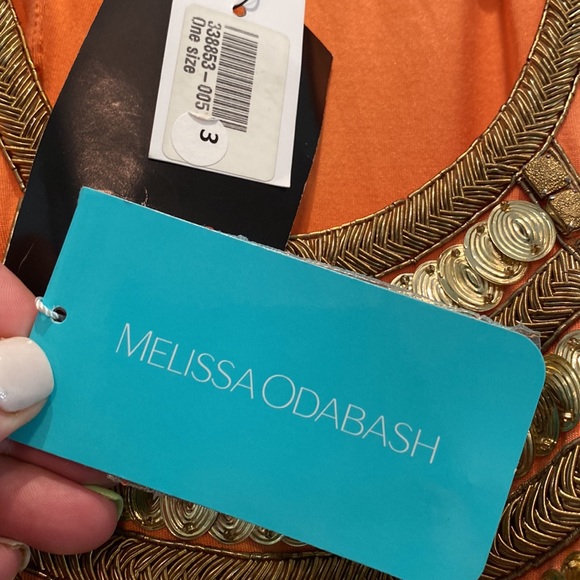 338853-005
One size
3
MELISSA ODABASH